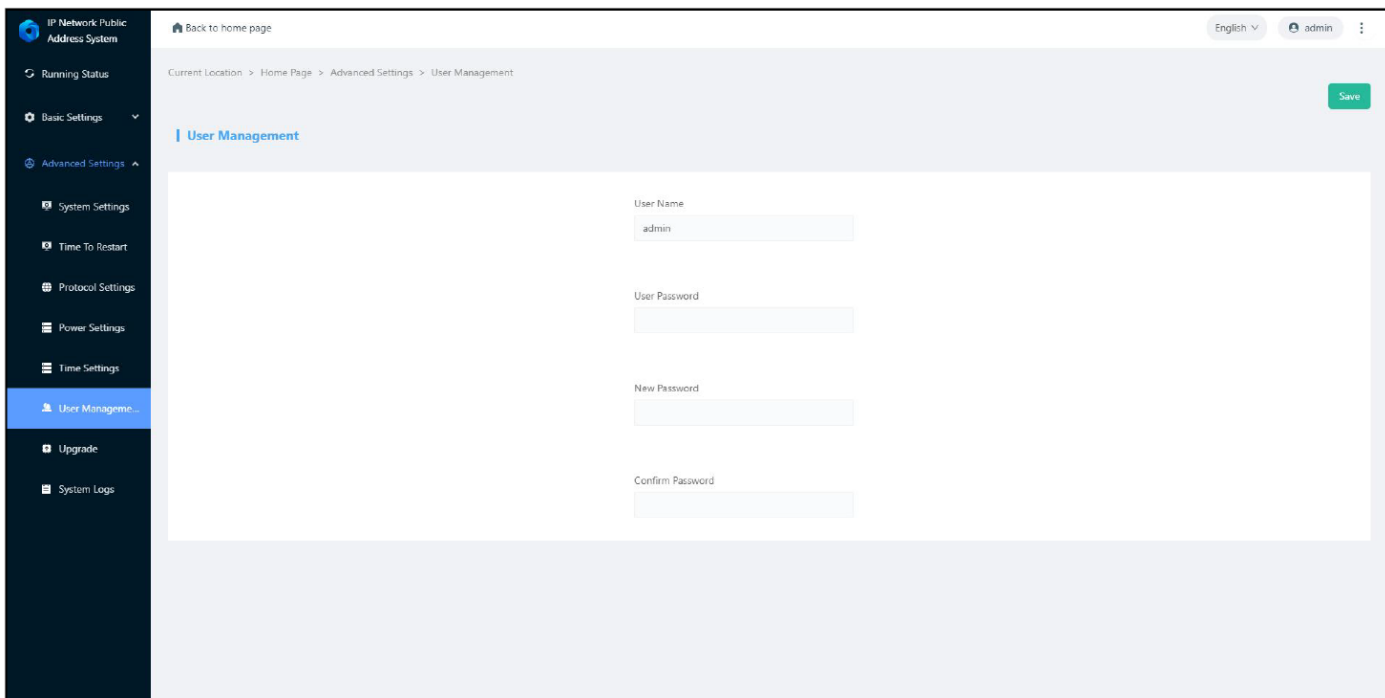 IP Network Public
Address System
Back to home page
English
admin
Running Status
Basic Settings
Advanced Settings
System Settings
Time To Restart
Protocol Settings
Power Settings
Time Settings
User Manageme...
Upgrade
System Logs
Current Location > Home Page > Advanced Settings > User Management
Save
User Management
User Name
admin
User Password
New Password
Confirm Password